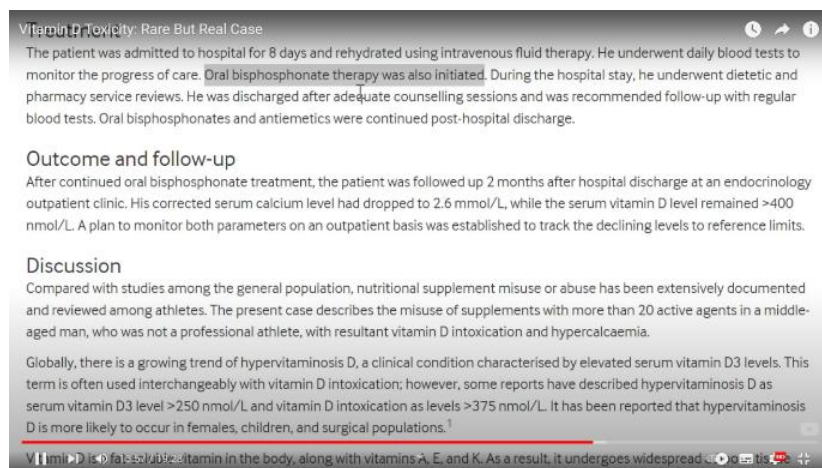 Vitamin D Toxicity: Rare But Real Case
Treatment
The patient was admitted to hospital for 8 days and rehydrated using intravenous fluid therapy. He underwent daily blood tests to
monitor the progress of care. Oral bisphosphonate therapy was also initiated. During the hospital stay, he underwent dietetic and
pharmacy service reviews. He was discharged after adequate counselling sessions and was recommended follow-up with regular
blood tests. Oral bisphosphonates and antiemetics were continued post-hospital discharge.
Outcome and follow-up
After continued oral bisphosphonate treatment, the patient was followed up 2 months after hospital discharge at an endocrinology
outpatient clinic. His corrected serum calcium level had dropped to 2.6 mmol/L, while the serum vitamin D level remained >400
nmol/L. A plan to monitor both parameters on an outpatient basis was established to track the declining levels to reference limits.
Discussion
Compared with studies among the general population, nutritional supplement misuse or abuse has been extensively documented
and reviewed among athletes. The present case describes the misuse of supplements with more than 20 active agents in a middle-
aged man, who was not a professional athlete, with resultant vitamin D intoxication and hypercalcaemia.
Globally, there is a growing trend of hypervitaminosis D, a clinical condition characterised by elevated serum vitamin D3 levels. This
term is often used interchangeably with vitamin D intoxication; however, some reports have described hypervitaminosis D as
serum vitamin D3 level >250 nmol/L and vitamin D intoxication as levels >375 nmol/L. It has been reported that hypervitaminosis
D is more likely to occur in females, children, and surgical populations.1
Vitamin D is a fat-soluble vitamin in the body, along with vitamins A, E, and K. As a result, it undergoes widespread